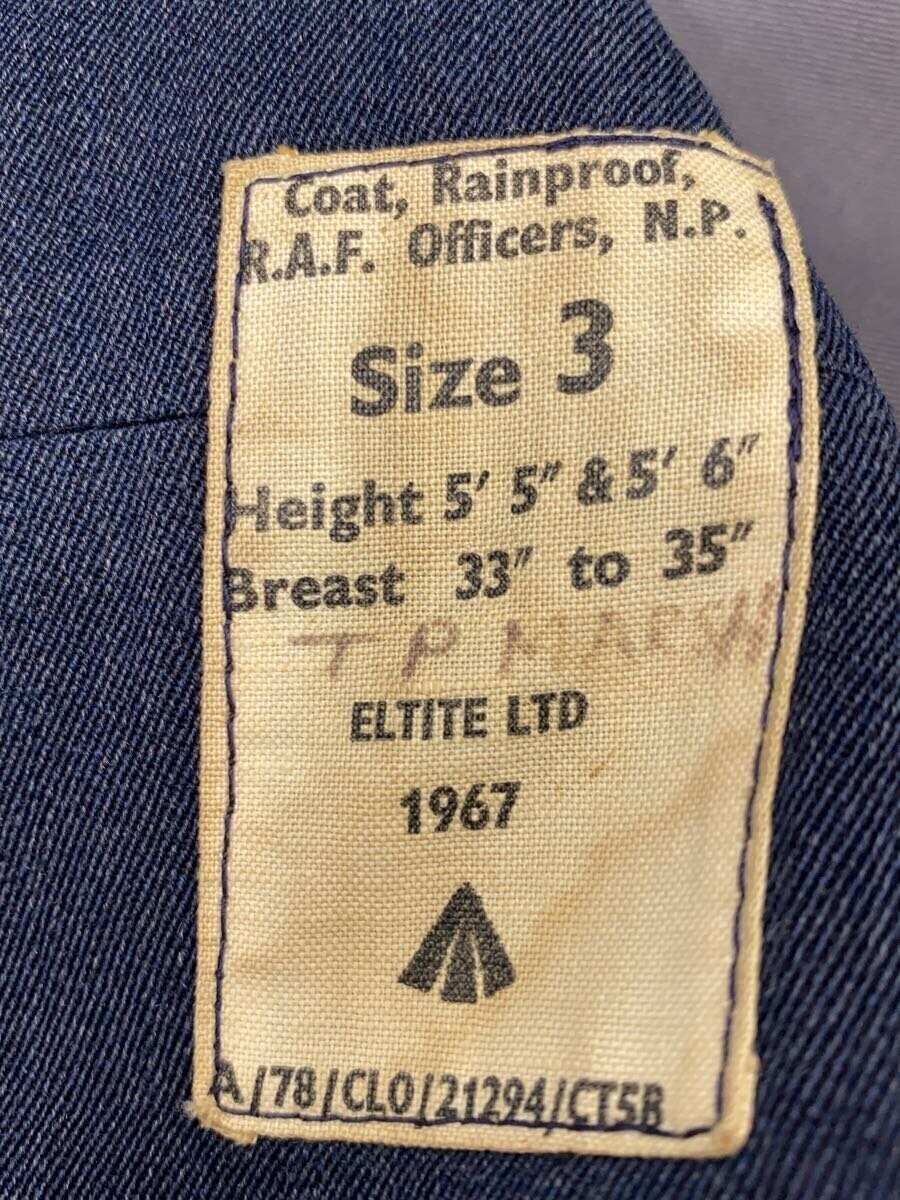 Coat, Rainproof,
R.A.F. Officers, N.P.
Size 3
Height 5' 5" & 5' 6"
Breast 33" to 35"
T P
ELTITE LTD
1967
A/78/CLO/21294/CT5B